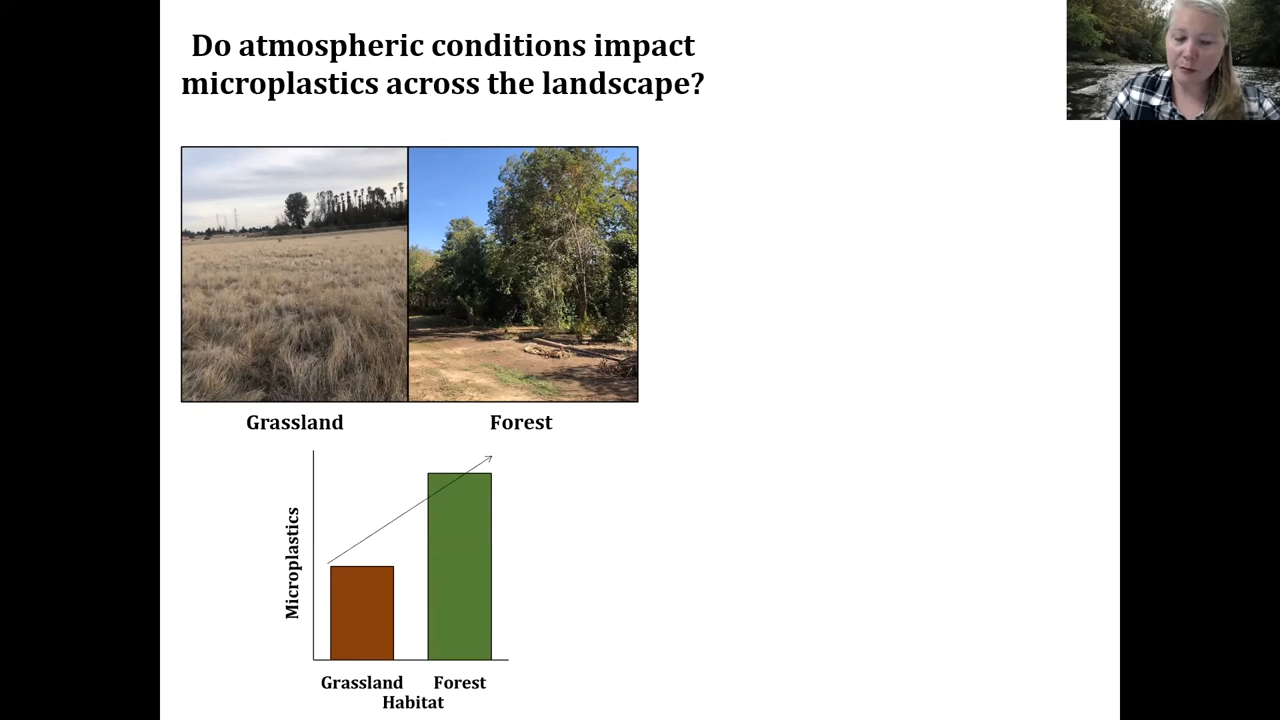 Do atmospheric conditions impact
microplastics across the landscape?
Grassland
Forest
Microplastics
Grassland
Forest
Habitat